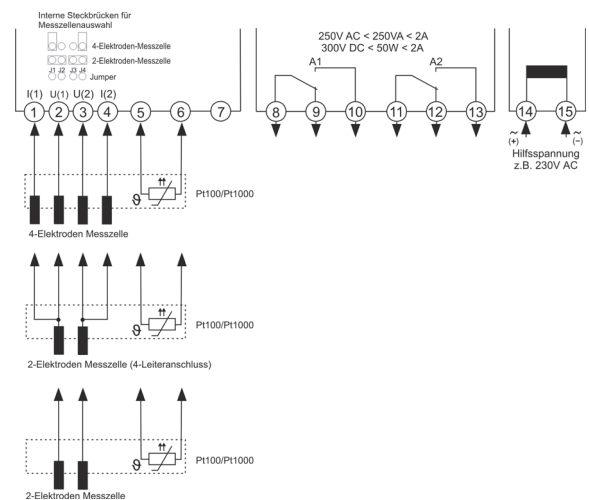 Interne Steckbrücken für
Messzellenauswahl
4-Elektroden-Messzelle
2-Elektroden-Messzelle
J1 J2 J3 J4
Jumper
I(1) U(1) U(2) I(2)
1 2 3 4 5 6 7
250V AC < 250VA < 2A
300V DC < 50W < 2A
A1 A2
8 9 10 11 12 13
14 15
~ ~
(+) (−)
Hilfsspannung
z.B. 230V AC
ϑ
Pt100/Pt1000
4-Elektroden Messzelle
ϑ
Pt100/Pt1000
2-Elektroden Messzelle (4-Leiteranschluss)
ϑ
Pt100/Pt1000
2-Elektroden Messzelle